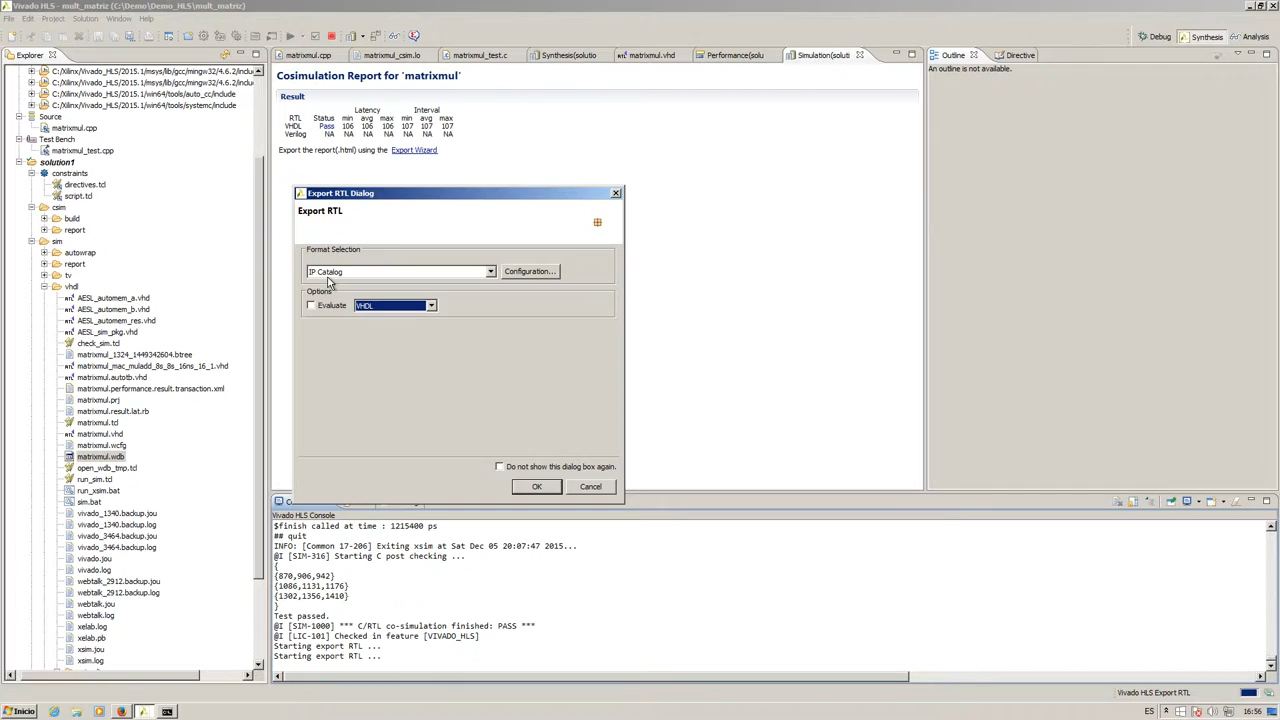 Vivado HLS - mult_matriz (C:\Demo\Demo_HLS\mult_matriz)
File Edit Project Solution Window Help
Debug Synthesis Analysis
Explorer
matrixmul.cpp matrixmul_csim.lo matrixmul_test.c Synthesis(solutio matrixmul.vhd Performance(solu Simulation(soluti
Outline Directive
An outline is not available.
C:/Xilinx/Vivado_HLS/2015.1/msys/lib/gcc/mingw32/4.6.2/includ
C:/Xilinx/Vivado_HLS/2015.1/msys/lib/gcc/mingw32/4.6.2/includ
C:/Xilinx/Vivado_HLS/2015.1/win64/tools/auto_cc/include
C:/Xilinx/Vivado_HLS/2015.1/win64/tools/systemc/include
Source
matrixmul.cpp
Test Bench
matrixmul_test.cpp
solution1
constraints
directives.tcl
script.tcl
csim
build
report
sim
autowrap
report
tv
vhdl
AESL_automem_a.vhd
AESL_automem_b.vhd
AESL_automem_res.vhd
AESL_sim_pkg.vhd
check_sim.tcl
matrixmul_1324_1449342604.btree
matrixmul_mac_muladd_8s_8s_16ns_16_1.vhd
matrixmul.autotb.vhd
matrixmul.performance.result.transaction.xml
matrixmul.prj
matrixmul.result.lat.rb
matrixmul.tcl
matrixmul.vhd
matrixmul.wcfg
matrixmul.wdb
open_wdb_tmp.tcl
run_sim.tcl
run_xsim.bat
sim.bat
vivado_1340.backup.jou
vivado_1340.backup.log
vivado_3464.backup.jou
vivado_3464.backup.log
vivado.jou
vivado.log
webtalk_2912.backup.jou
webtalk_2912.backup.log
webtalk.jou
webtalk.log
xelab.log
xelab.pb
xsim.jou
xsim.log
Cosimulation Report for 'matrixmul'
Result
Latency Interval
RTL Status min avg max min avg max
VHDL Pass 106 106 106 107 107 107
Verilog NA NA NA NA NA NA NA
Export the report(.html) using the Export Wizard
Export RTL Dialog
Export RTL
Format Selection
IP Catalog Configuration...
Options
Evaluate VHDL
Do not show this dialog box again.
OK Cancel
Vivado HLS Console
$finish called at time : 1215400 ps
## quit
INFO: [Common 17-206] Exiting xsim at Sat Dec 05 20:07:47 2015...
@I [SIM-316] Starting C post checking ...
{
{870,906,942}
{1086,1131,1176}
{1302,1356,1410}
}
Test passed.
@I [SIM-1000] *** C/RTL co-simulation finished: PASS ***
@I [LIC-101] Checked in feature [VIVADO_HLS]
Starting export RTL ...
Starting export RTL ...
Vivado HLS Export RTL
Inicio ES 16:56